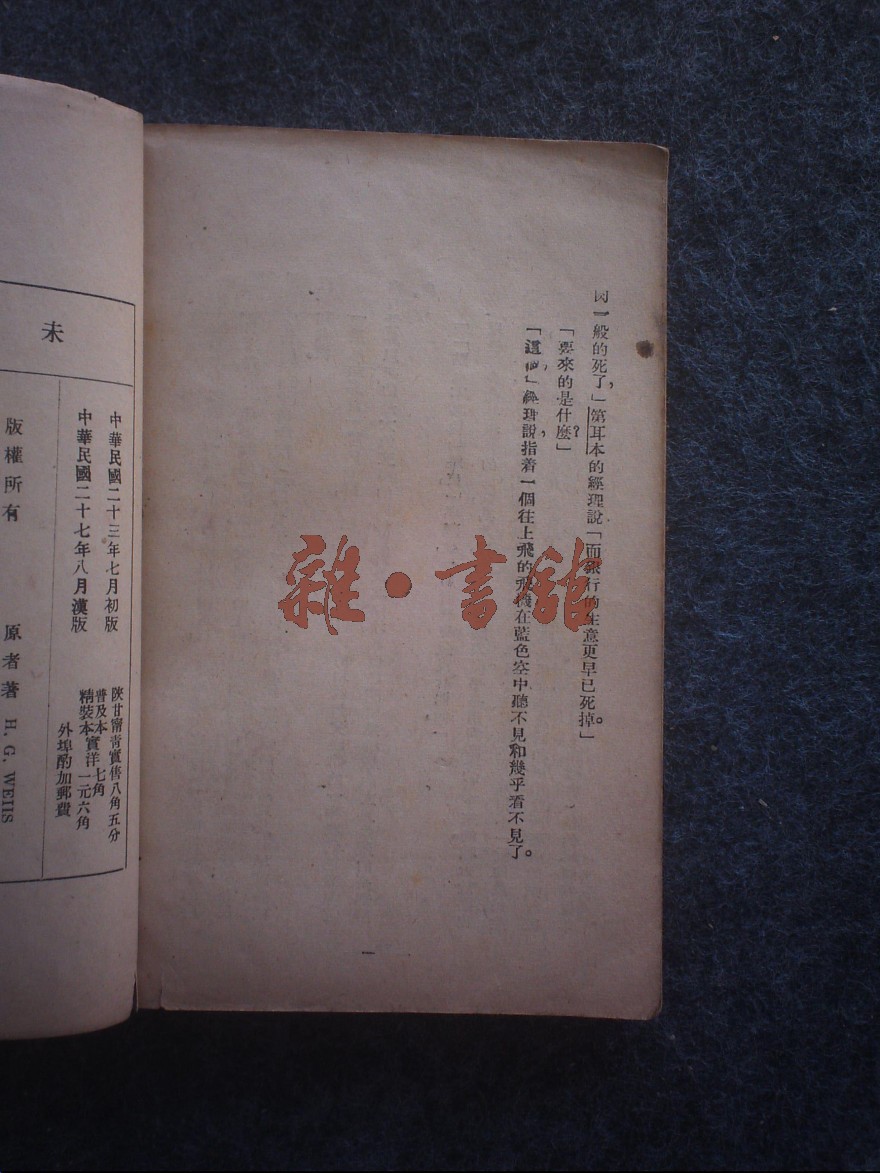 一般的死了,」第耳本的經理說「而旅行的生意更早已死掉。」
「要來的是什麼?」
「這個,」經理說,指着一個往上飛的飛機在藍色空中聽不見和幾乎看不見了。
一
未
中華民國二十三年七月初版
中華民國二十七年八月漢版
陝甘甯青實售八角五分
普及本七角
精裝本實洋一元六角
外埠酌加郵費
版權所有
原著者 H. G. WEllS
雜·書館